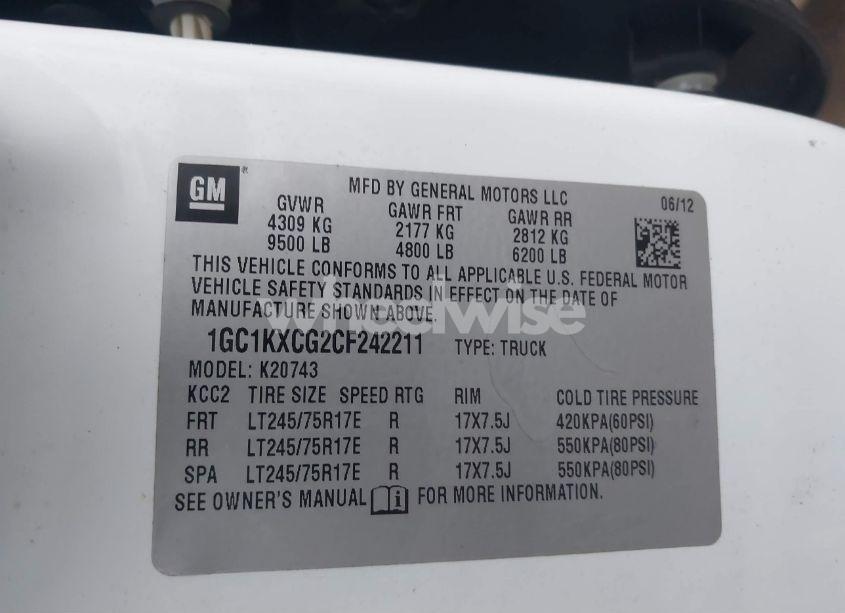 GM
MFD BY GENERAL MOTORS LLC 06/12
GVWR GAWR FRT GAWR RR
4309 KG 2177 KG 2812 KG
9500 LB 4800 LB 6200 LB
THIS VEHICLE CONFORMS TO ALL APPLICABLE U.S. FEDERAL MOTOR
VEHICLE SAFETY STANDARDS IN EFFECT ON THE DATE OF
MANUFACTURE SHOWN ABOVE.
wheelwise
1GC1KXCG2CF242211 TYPE: TRUCK
MODEL: K20743
KCC2 TIRE SIZE SPEED RTG RIM COLD TIRE PRESSURE
FRT LT245/75R17E R 17X7.5J 420KPA(60PSI)
RR LT245/75R17E R 17X7.5J 550KPA(80PSI)
SPA LT245/75R17E R 17X7.5J 550KPA(80PSI)
SEE OWNER'S MANUAL i FOR MORE INFORMATION.